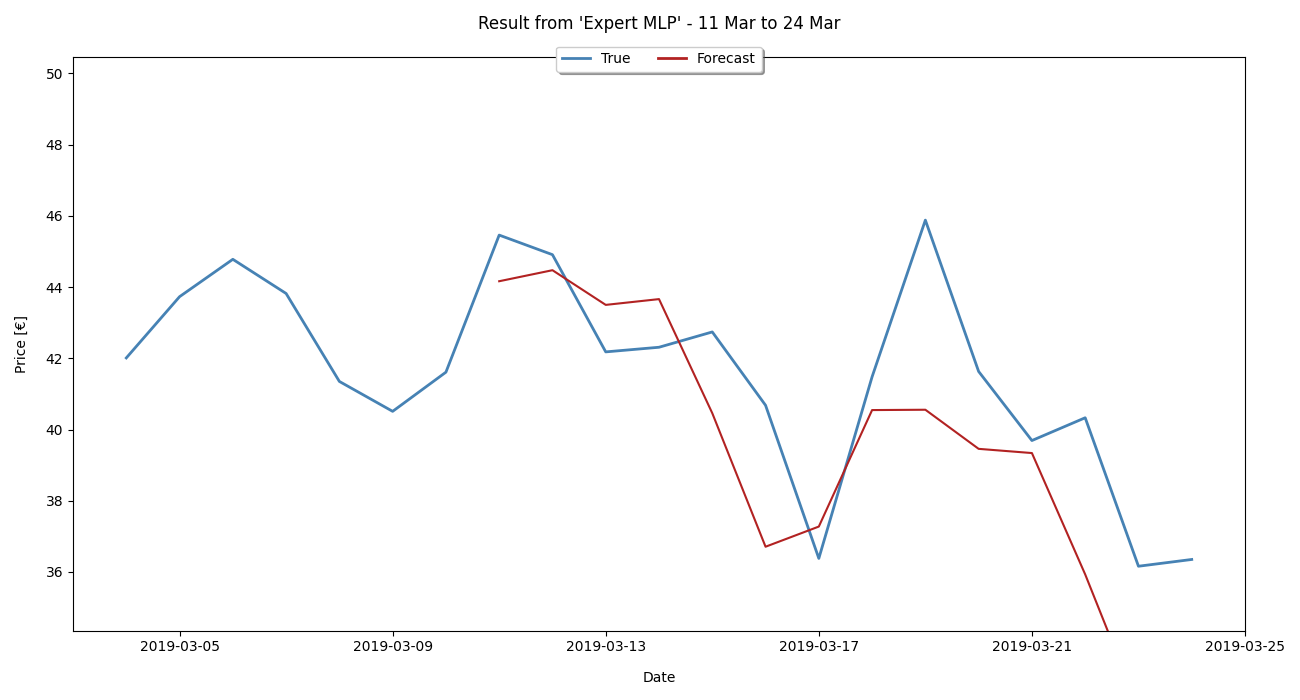 Result from 'Expert MLP' - 11 Mar to 24 Mar
True Forecast
50
48
46
44
42
40
38
36
Price [€]
2019-03-05 2019-03-09 2019-03-13 2019-03-17 2019-03-21 2019-03-25
Date